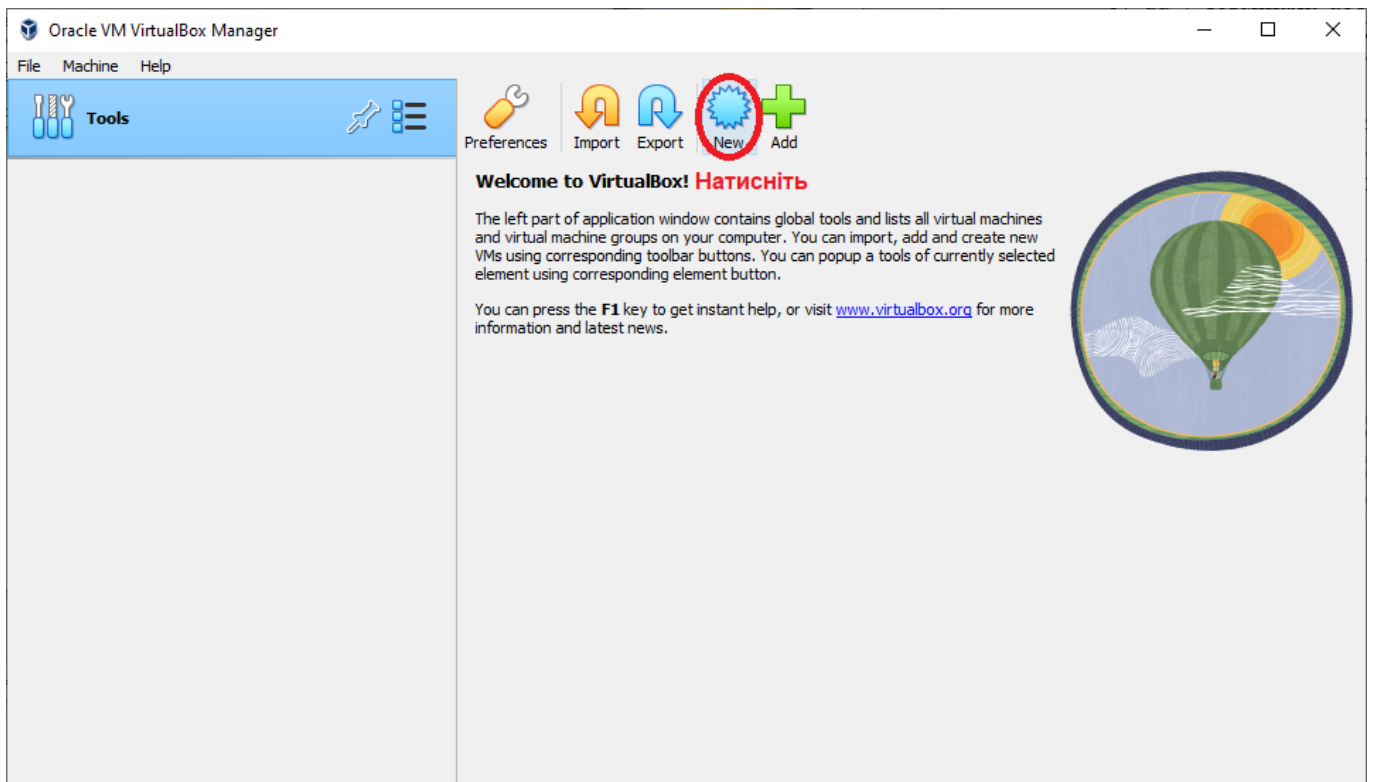 Oracle VM VirtualBox Manager
File Machine Help
Tools
Preferences Import Export New Add
Welcome to VirtualBox! Натисніть
The left part of application window contains global tools and lists all virtual machines
and virtual machine groups on your computer. You can import, add and create new
VMs using corresponding toolbar buttons. You can popup a tools of currently selected
element using corresponding element button.
You can press the F1 key to get instant help, or visit www.virtualbox.org for more
information and latest news.